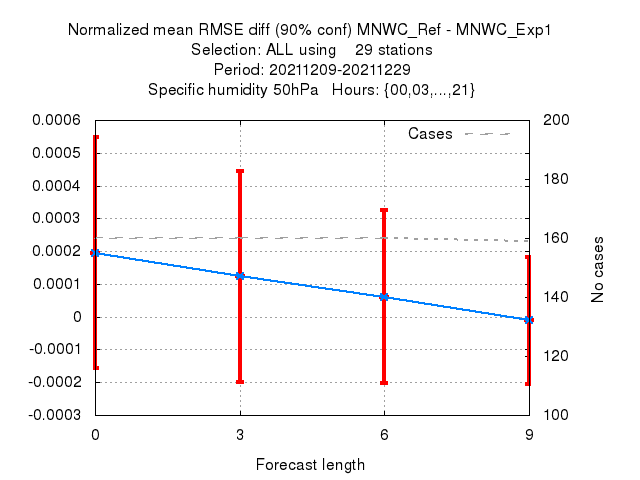 Normalized mean RMSE diff (90% conf) MNWC_Ref - MNWC_Exp1
Selection: ALL using    29 stations
Period: 20211209-20211229
Specific humidity 50hPa   Hours: {00,03,...,21}
Cases
0.0006
0.0005
0.0004
0.0003
0.0002
0.0001
0
-0.0001
-0.0002
-0.0003
200
180
160
140
120
100
No cases
0 3 6 9
Forecast length